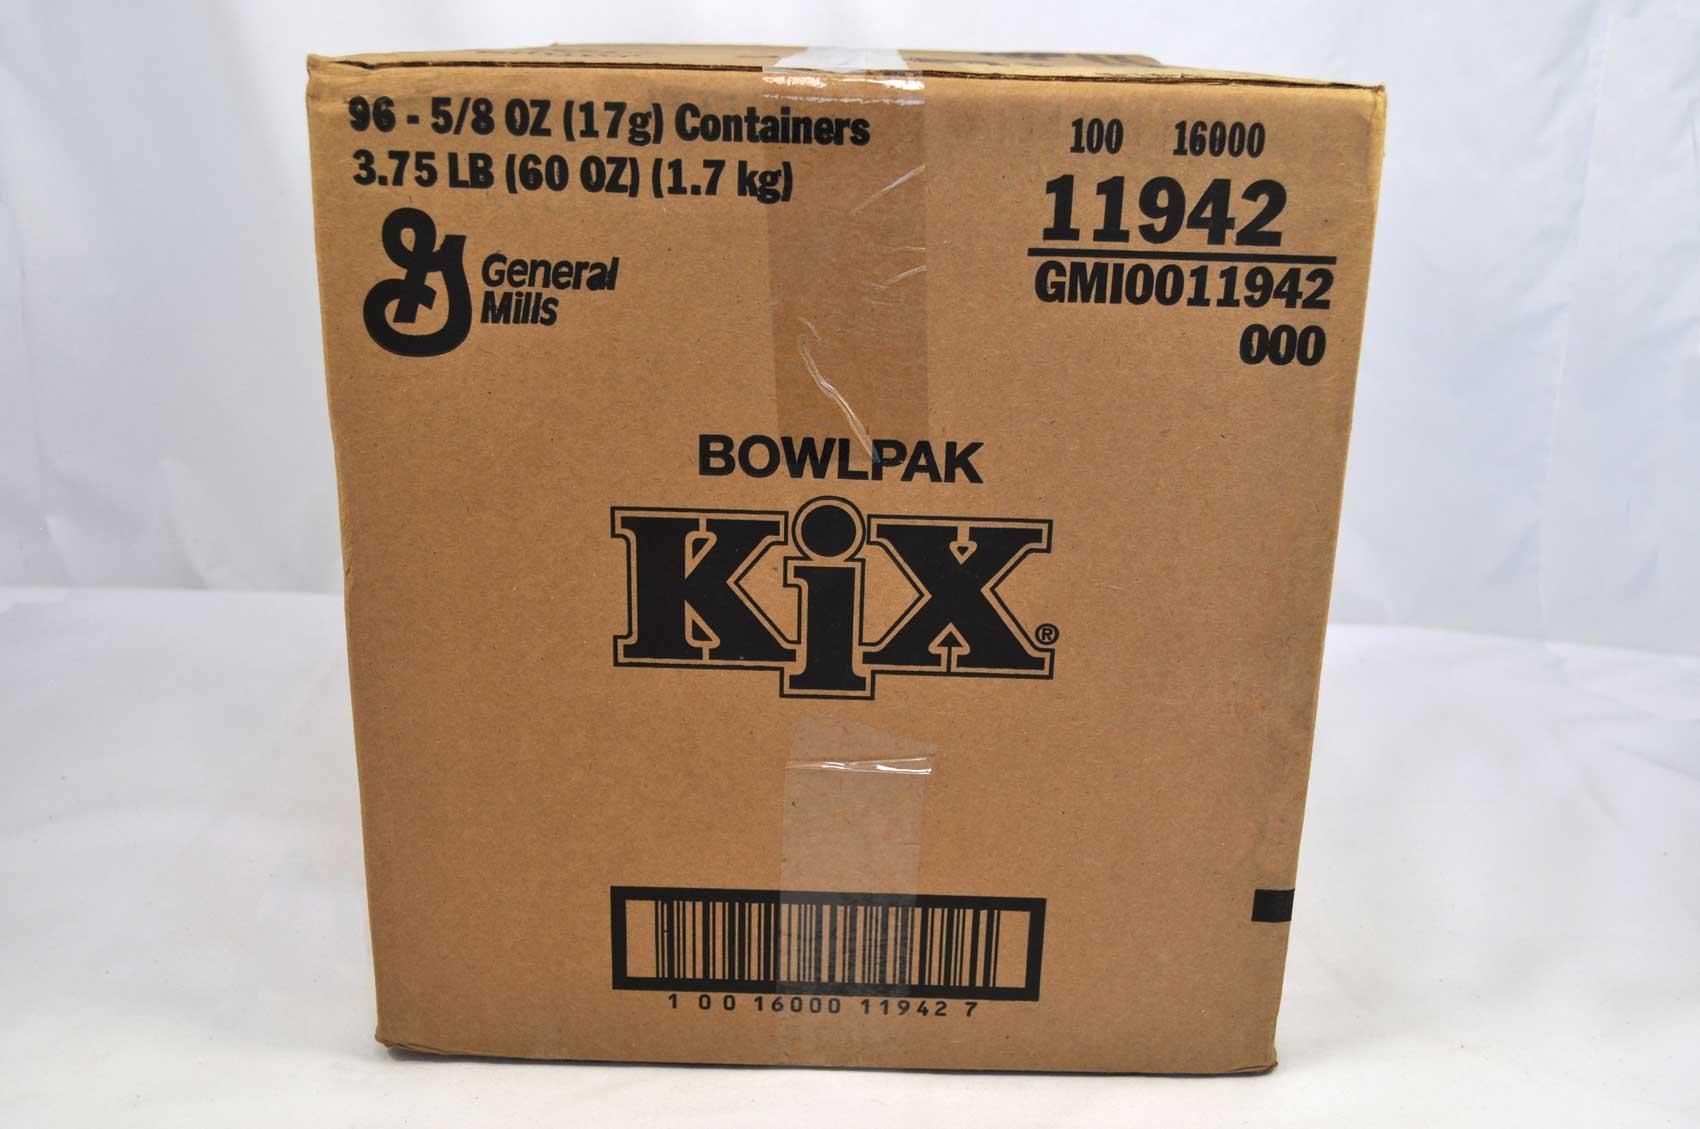 96 - 5/8 OZ (17g) Containers
3.75 LB (60 OZ) (1.7 kg)
General
Mills
100 16000
11942
GMI0011942
000
BOWLPAK
KiX®
1 00 16000 11942 7